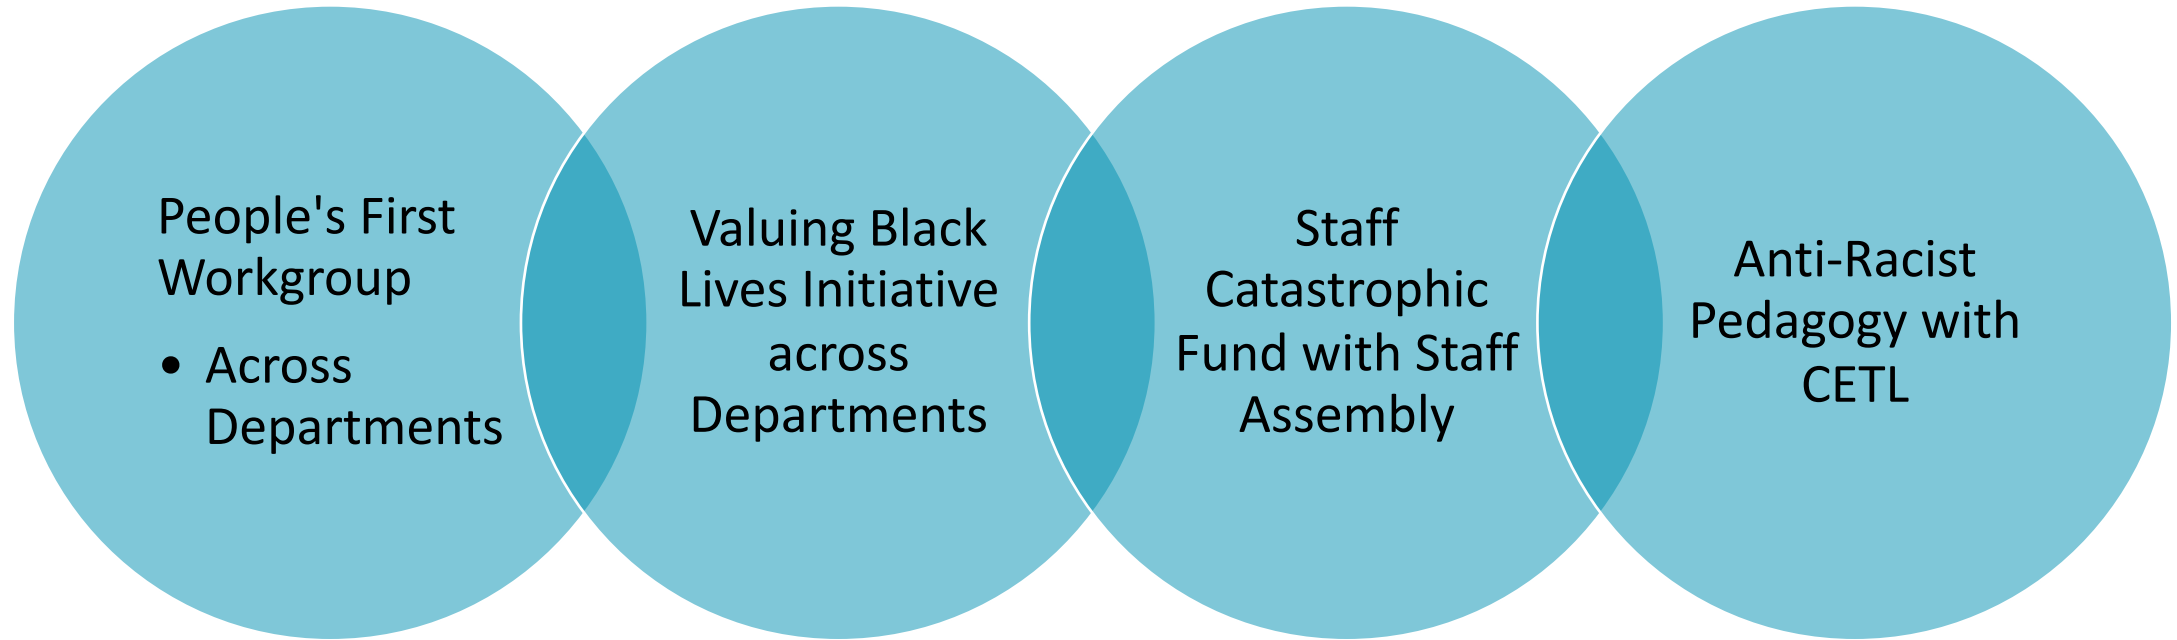 People's First
Workgroup
• Across
Departments
Valuing Black
Lives Initiative
across
Departments
Staff
Catastrophic
Fund with Staff
Assembly
Anti-Racist
Pedagogy with
CETL